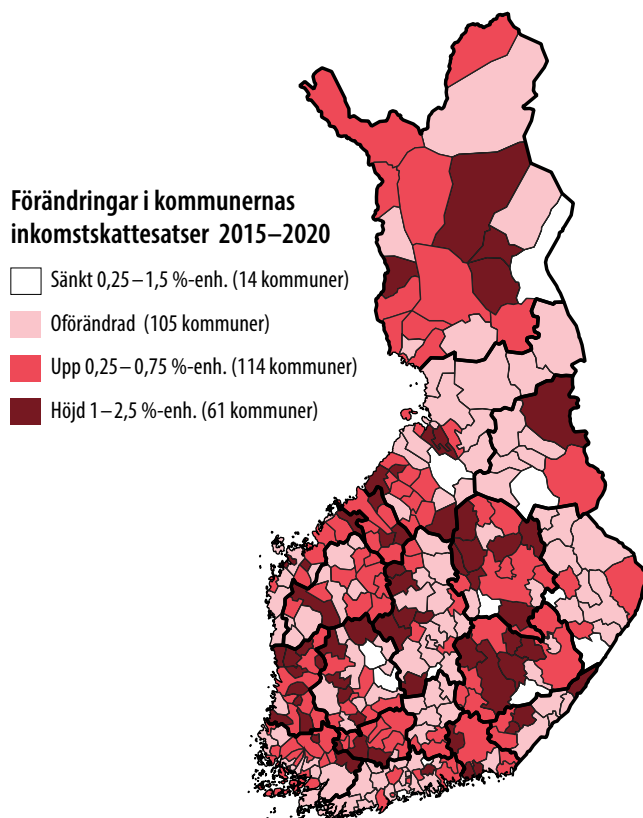 Förändringar i kommunernas
inkomstskattesatser 2015–2020
Sänkt 0,25–1,5 %-enh. (14 kommuner)
Oförändrad (105 kommuner)
Upp 0,25–0,75 %-enh. (114 kommuner)
Höjd 1–2,5 %-enh. (61 kommuner)